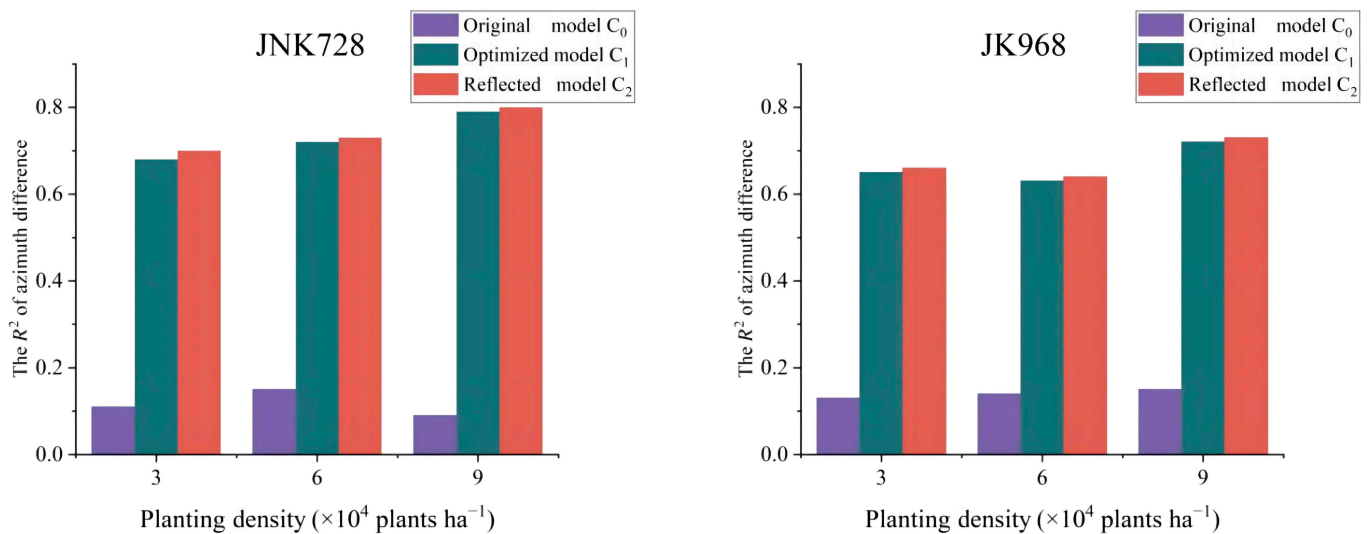 JNK728
Original model C₀
Optimized model C₁
Reflected model C₂
The R² of azimuth difference
0.8
0.6
0.4
0.2
0.0
3 6 9
Planting density (×10⁴ plants ha⁻¹)
JK968
Original model C₀
Optimized model C₁
Reflected model C₂
The R² of azimuth difference
0.8
0.6
0.4
0.2
0.0
3 6 9
Planting density (×10⁴ plants ha⁻¹)